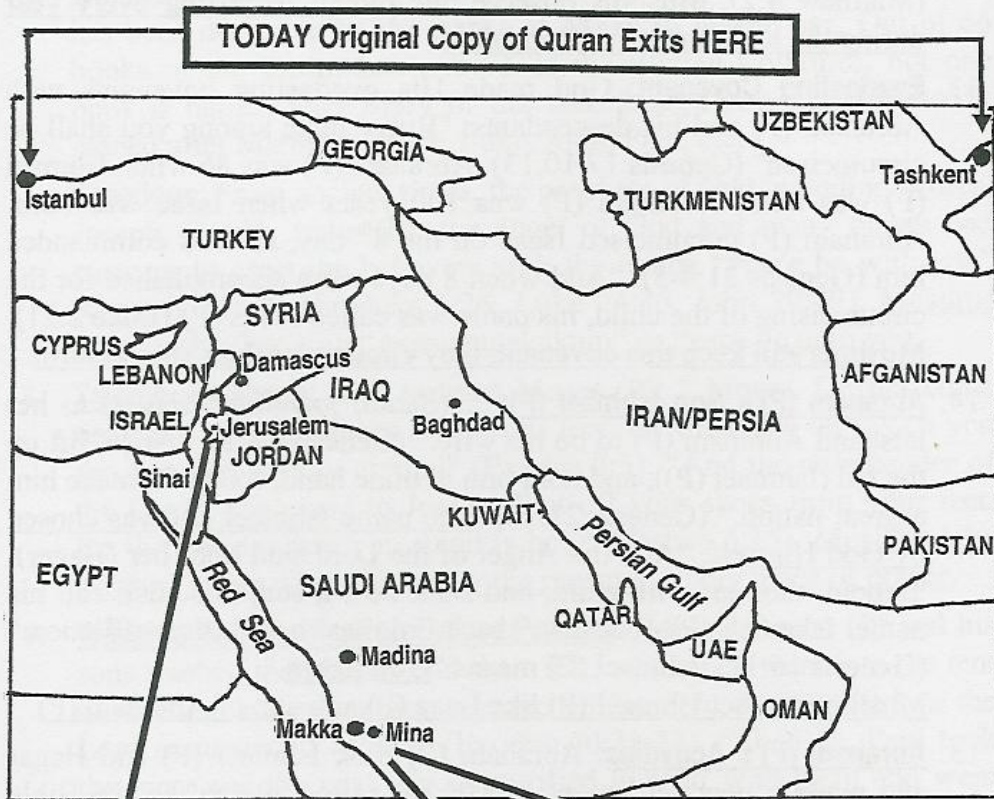 TODAY Original Copy of Quran Exits HERE
UZBEKISTAN
GEORGIA
Tashkent
Istanbul
TURKMENISTAN
TURKEY
SYRIA
CYPRUS
Damascus
LEBANON
AFGANISTAN
IRAQ
ISRAEL
Jerusalem
Baghdad
IRAN/PERSIA
JORDAN
Sinai
KUWAIT
Persian Gulf
PAKISTAN
EGYPT
Red Sea
SAUDI ARABIA
QATAR
UAE
Madina
OMAN
Makka
Mina